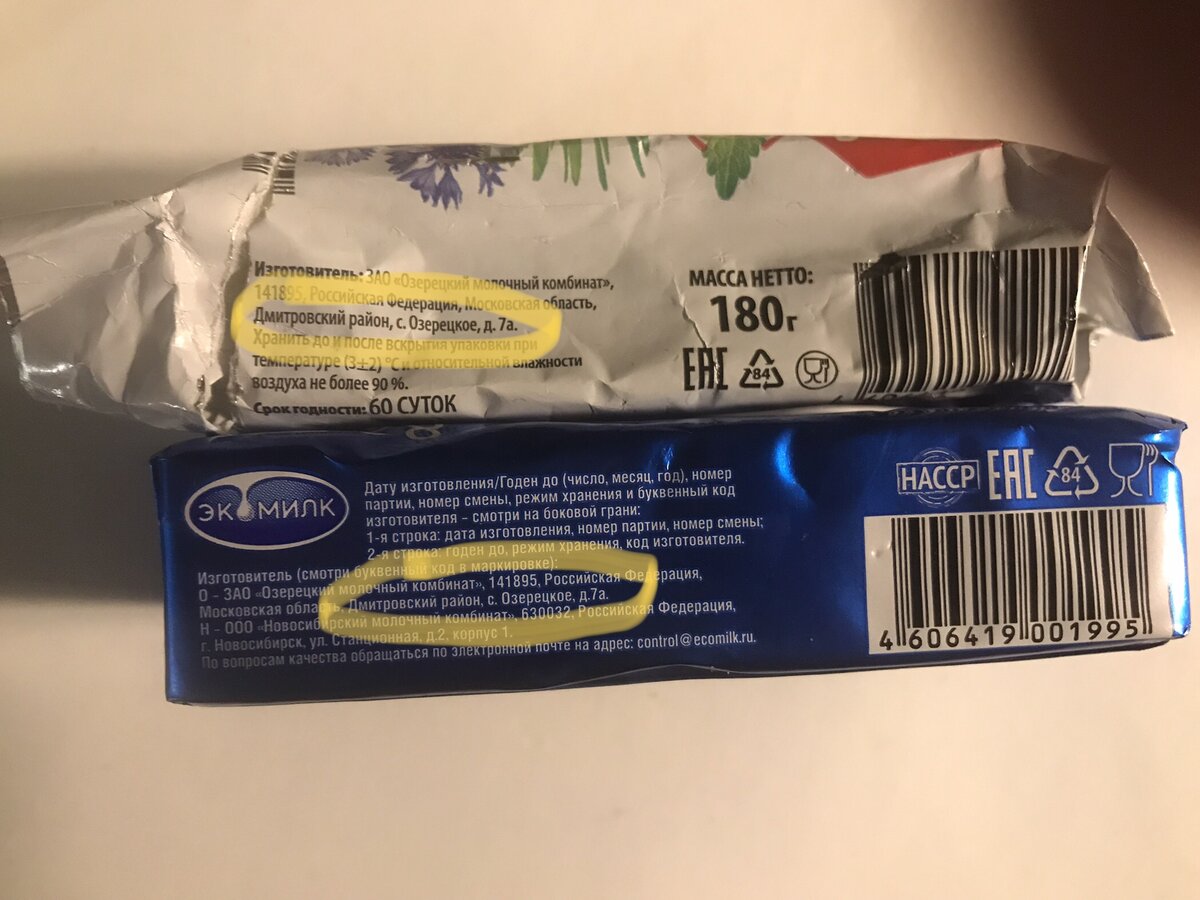 Изготовитель: ЗАО «Озерецкий молочный комбинат»,
141895, Российская Федерация, Московская область,
Дмитровский район, с. Озерецкое, д. 7а.
Хранить до и после вскрытия упаковки при
температуре (3±2) °С и относительной влажности
воздуха не более 90 %.
Срок годности: 60 СУТОК
МАССА НЕТТО:
180г
ЕАС
84
ЭКОМИЛК
Дату изготовления/Годен до (число, месяц, год), номер
партии, номер смены, режим хранения и буквенный код
изготовителя - смотри на боковой грани:
1-я строка: дата изготовления, номер партии, номер смены;
2-я строка: годен до, режим хранения, код изготовителя.
Изготовитель (смотри буквенный код в маркировке):
О - ЗАО «Озерецкий молочный комбинат», 141895, Российская Федерация,
Московская область, Дмитровский район, с. Озерецкое, д.7а.
Н - ООО «Новосибирский молочный комбинат», 630032, Российская Федерация,
г. Новосибирск, ул. Станционная, д.2, корпус 1.
По вопросам качества обращаться по электронной почте на адрес: control@ecomilk.ru.
HACCP
ЕАС
84
4 606419 001995